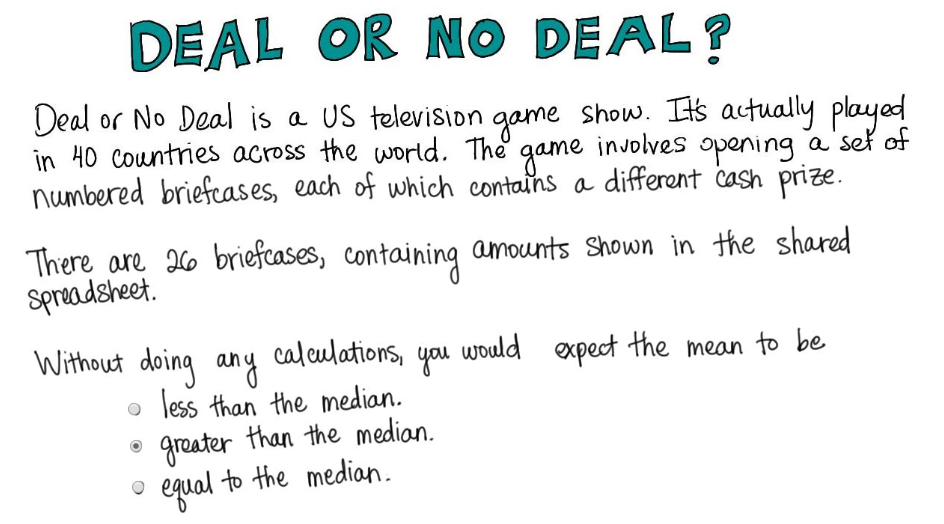 DEAL OR NO DEAL?
Deal or No Deal is a US television game show. It's actually played
in 40 countries across the world. The game involves opening a set of
numbered briefcases, each of which contains a different cash prize.
There are 26 briefcases, containing amounts shown in the shared
spreadsheet.
Without doing any calculations, you would expect the mean to be
less than the median.
greater than the median.
equal to the median.